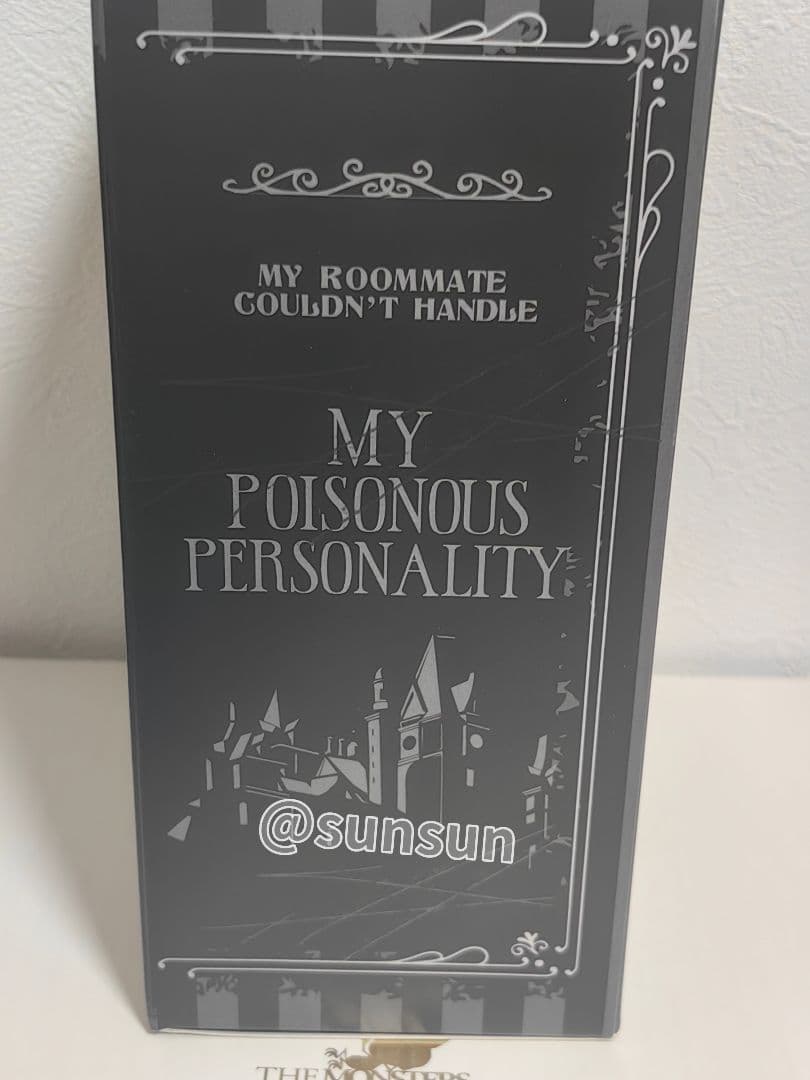 MY ROOMMATE
COULDN'T HANDLE
MY
POISONOUS
PERSONALITY
@sunsun
THE MONSTERS